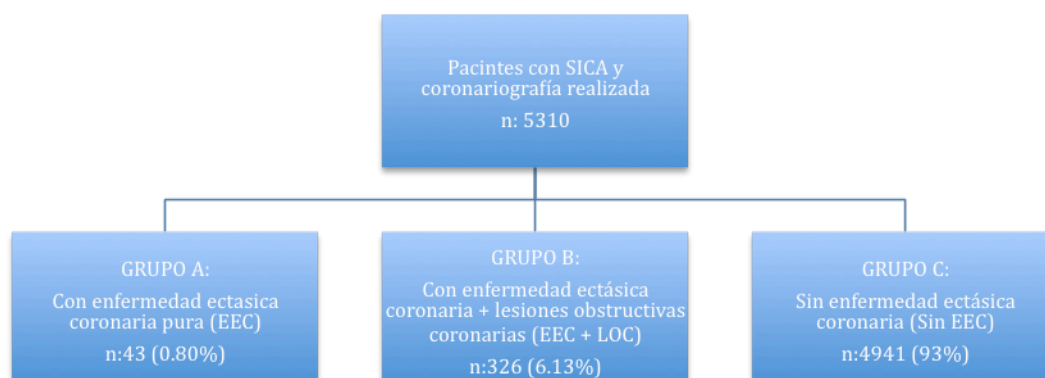 Pacintes con SICA y
coronariografía realizada
n: 5310
GRUPO A:
Con enfermedad ectasica
coronaria pura (EEC)
n:43 (0.80%)
GRUPO B:
Con enfermedad ectásica
coronaria + lesiones obstructivas
coronarias (EEC + LOC)
n:326 (6.13%)
GRUPO C:
Sin enfermedad ectásica
coronaria (Sin EEC)
n:4941 (93%)